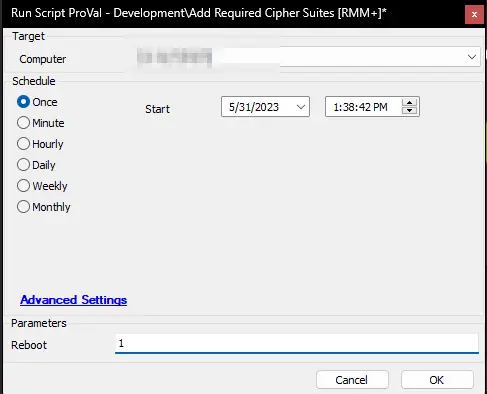 Run Script ProVal - Development\Add Required Cipher Suites [RMM+]*
x
Target
Computer
Schedule
Once
Start
5/31/2023
1:38:42 PM
Minute
Hourly
Daily
Weekly
Monthly
Advanced Settings
Parameters
Reboot
1
Cancel
OK